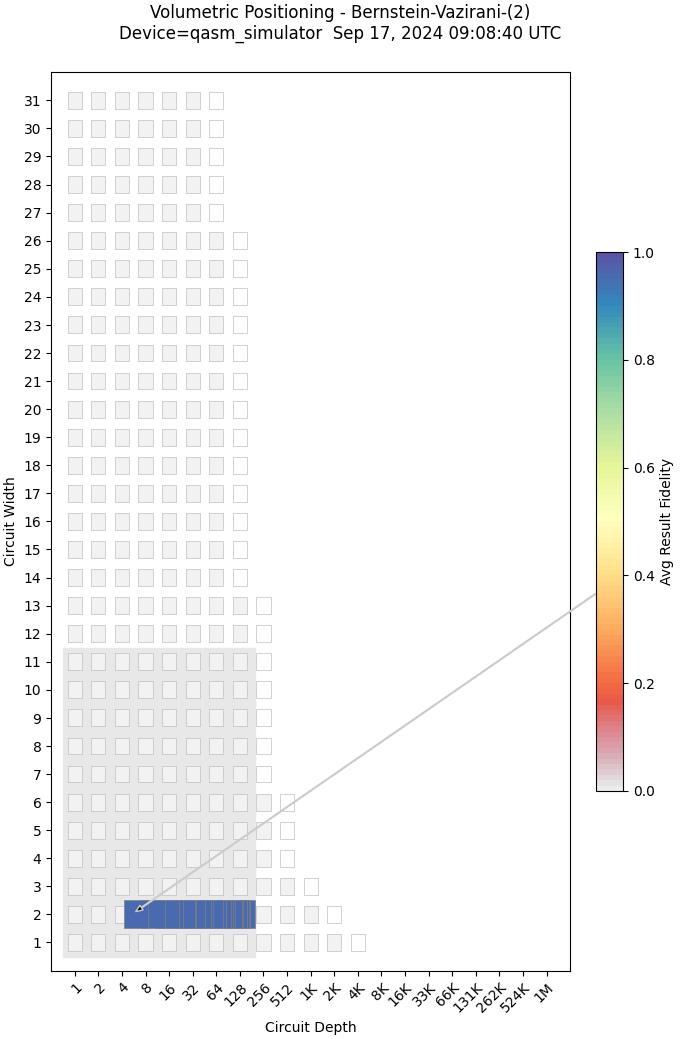 Volumetric Positioning - Bernstein-Vazirani-(2)
Device=qasm_simulator  Sep 17, 2024 09:08:40 UTC
31
30
29
28
27
26
25
24
23
22
21
20
19
18
17
16
15
14
13
12
11
10
9
8
7
6
5
4
3
2
1
Circuit Width
1
2
4
8
16
32
64
128
256
512
1K
2K
4K
8K
16K
33K
66K
131K
262K
524K
1M
Circuit Depth
1.0
0.8
0.6
0.4
0.2
0.0
Avg Result Fidelity